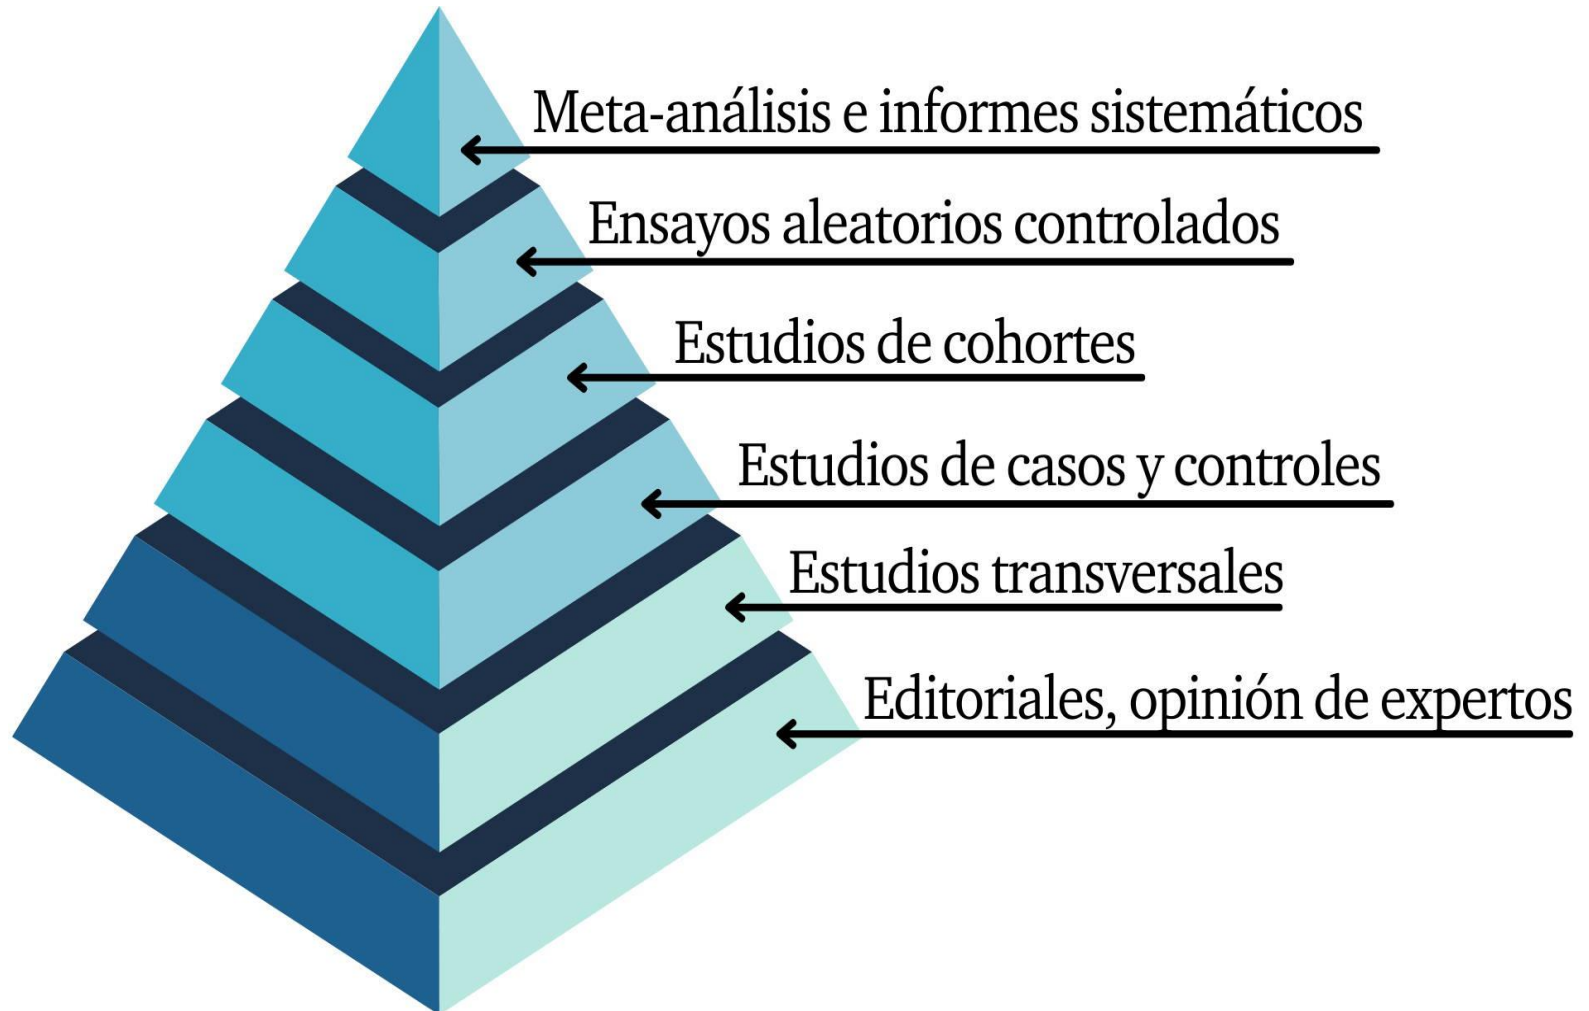 Meta-análisis e informes sistemáticos
Ensayos aleatorios controlados
Estudios de cohortes
Estudios de casos y controles
Estudios transversales
Editoriales, opinión de expertos